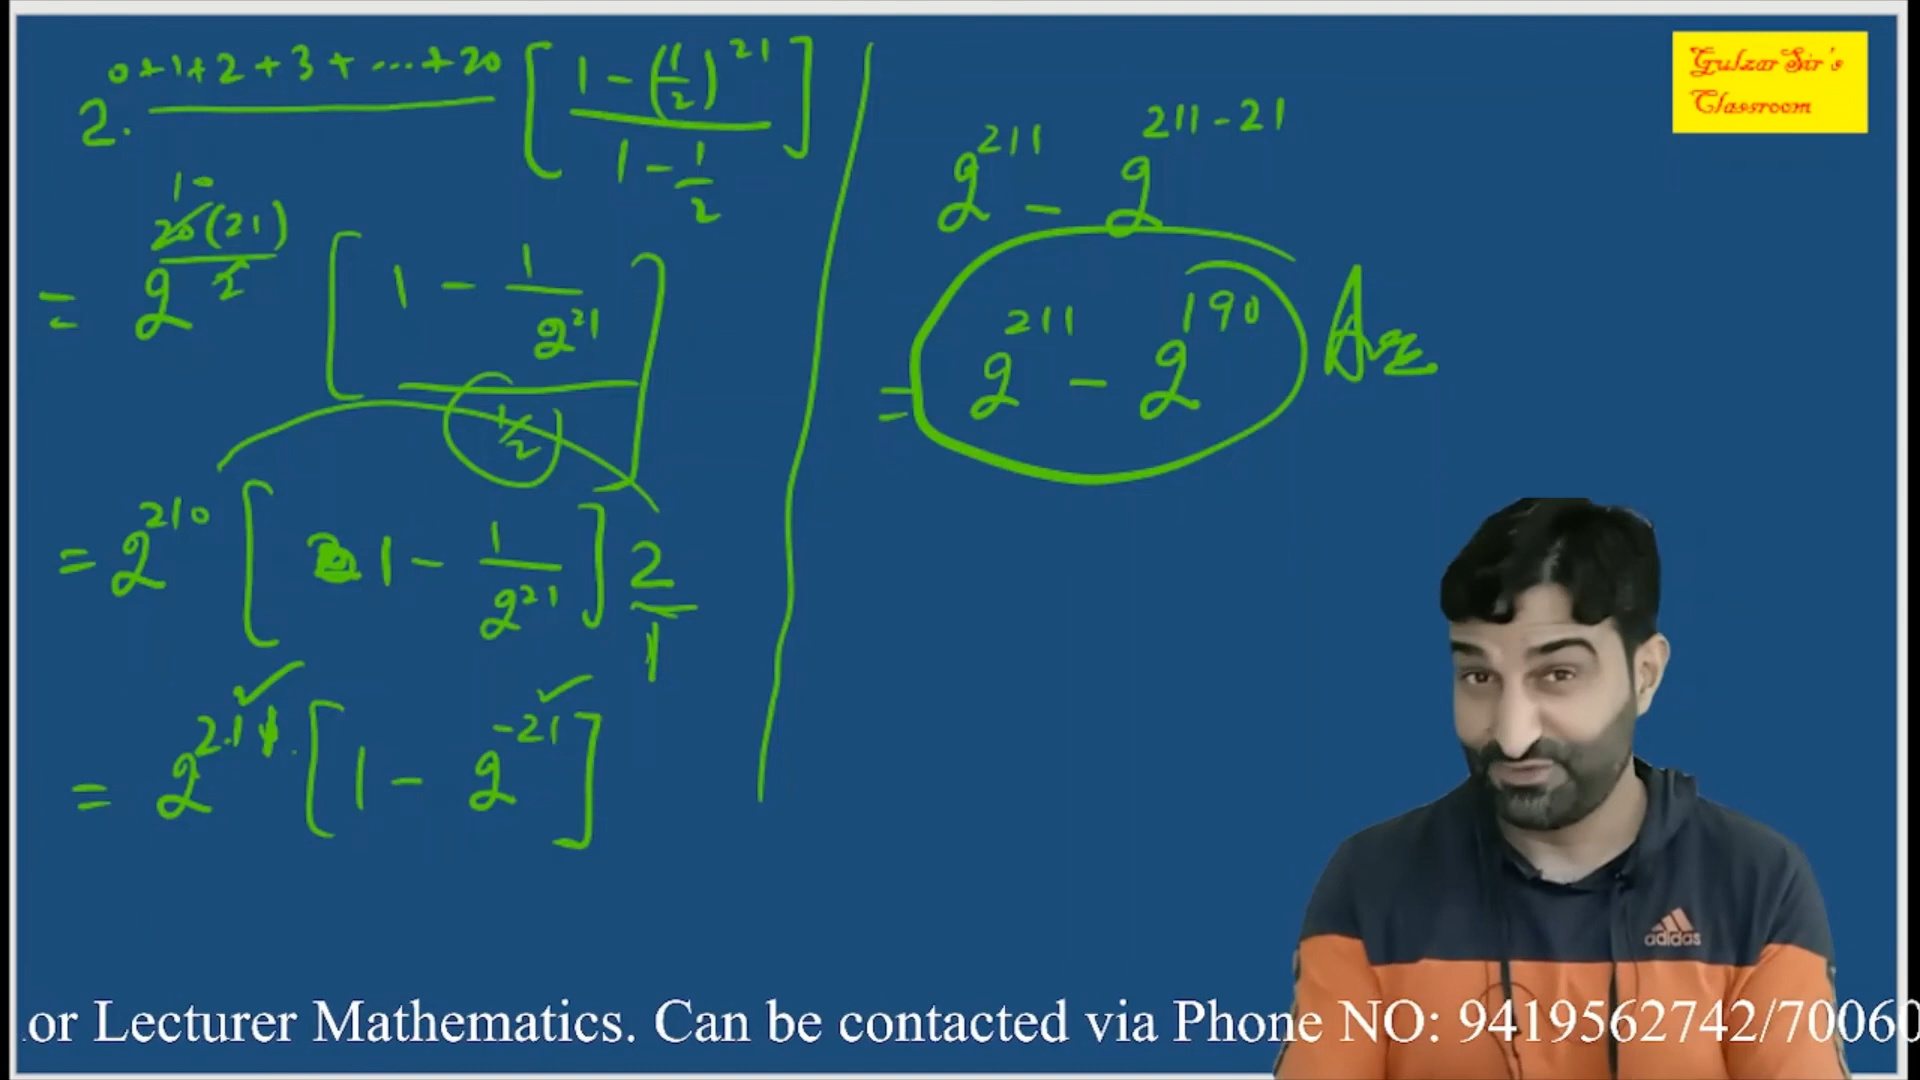 2^{0+1+2+3+...+20} [ (1 - (1/2)^{21}) / (1 - 1/2) ]
= 2^{20(21)/2} [ (1 - 1/2^{21}) / (1/2) ]
10
= 2^{210} [ 1 - 1/2^{21} ] 2/1
= 2^{211} [ 1 - 2^{-21} ]
2^{211} - 2^{211-21}
= 2^{211} - 2^{190} Ans
Gulzar Sir's
Classroom
adidas
or Lecturer Mathematics. Can be contacted via Phone NO: 9419562742/70060